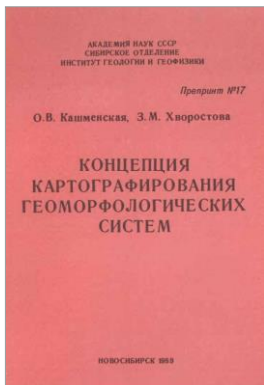 АКАДЕМИЯ НАУК СССР
СИБИРСКОЕ ОТДЕЛЕНИЕ
ИНСТИТУТ ГЕОЛОГИИ И ГЕОФИЗИКИ
Препринт №17
О.В. Кашменская, З.М. Хворостова
КОНЦЕПЦИЯ
КАРТОГРАФИРОВАНИЯ
ГЕОМОРФОЛОГИЧЕСКИХ
СИСТЕМ
НОВОСИБИРСК